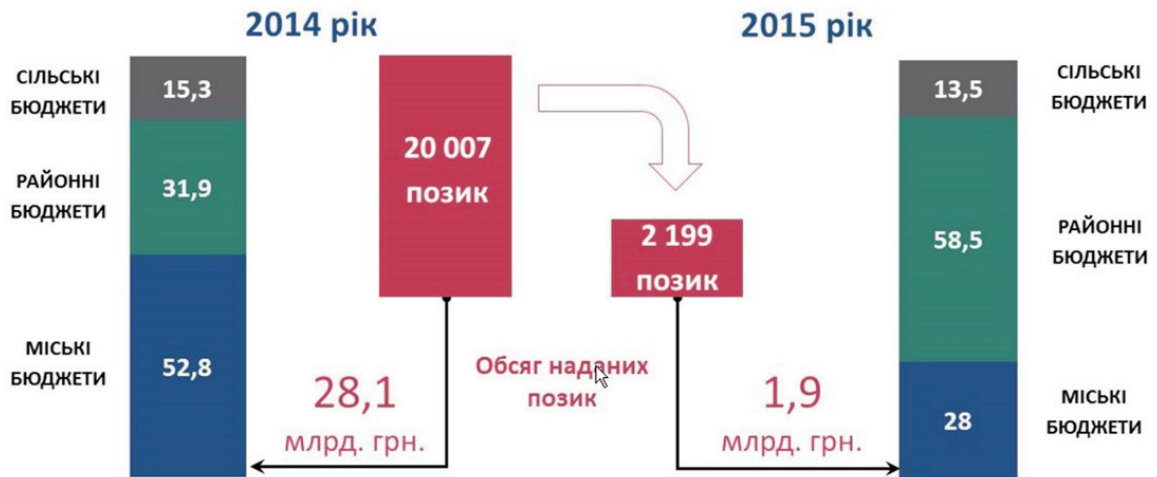 2014 рік
2015 рік
СІЛЬСЬКІ
БЮДЖЕТИ
15,3
РАЙОННІ
БЮДЖЕТИ
31,9
МІСЬКІ
БЮДЖЕТИ
52,8
20 007
позик
28,1
млрд. грн.
Обсяг наданих
позик
2 199
позик
1,9
млрд. грн.
13,5
СІЛЬСЬКІ
БЮДЖЕТИ
58,5
РАЙОННІ
БЮДЖЕТИ
28
МІСЬКІ
БЮДЖЕТИ